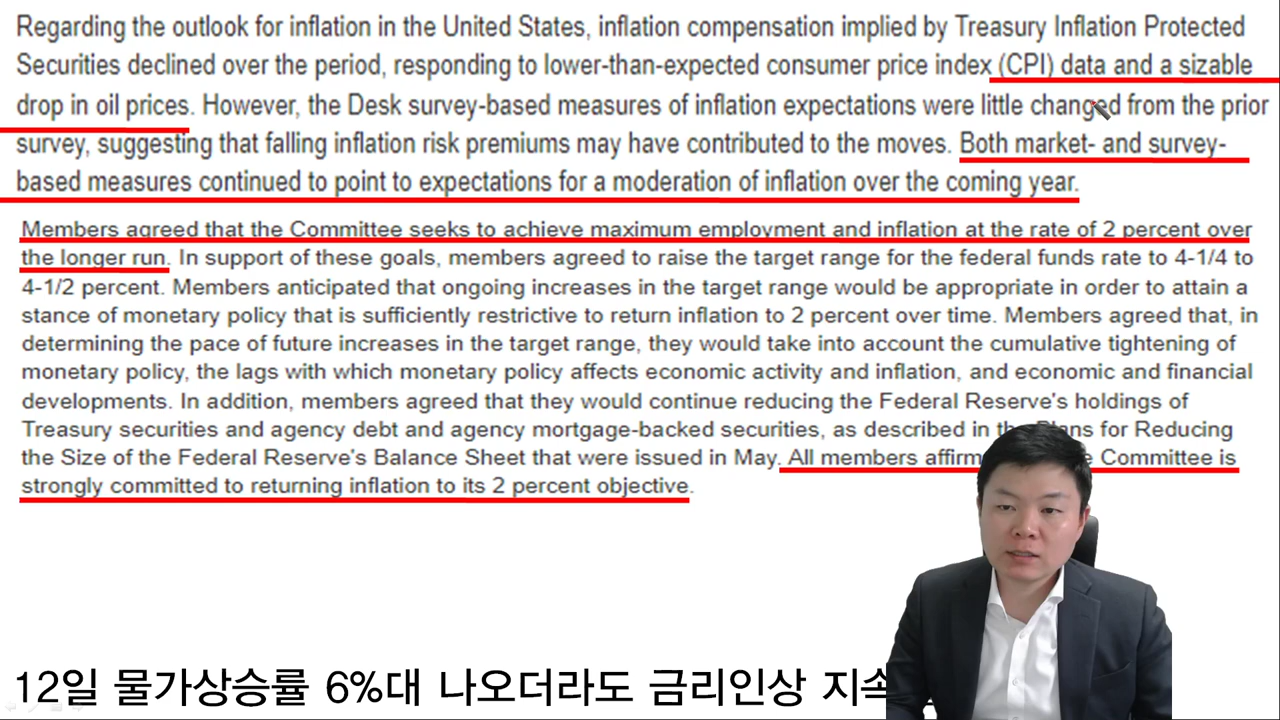 Regarding the outlook for inflation in the United States, inflation compensation implied by Treasury Inflation Protected
Securities declined over the period, responding to lower-than-expected consumer price index (CPI) data and a sizable
drop in oil prices. However, the Desk survey-based measures of inflation expectations were little changed from the prior
survey, suggesting that falling inflation risk premiums may have contributed to the moves. Both market- and survey-
based measures continued to point to expectations for a moderation of inflation over the coming year.
Members agreed that the Committee seeks to achieve maximum employment and inflation at the rate of 2 percent over
the longer run. In support of these goals, members agreed to raise the target range for the federal funds rate to 4-1/4 to
4-1/2 percent. Members anticipated that ongoing increases in the target range would be appropriate in order to attain a
stance of monetary policy that is sufficiently restrictive to return inflation to 2 percent over time. Members agreed that, in
determining the pace of future increases in the target range, they would take into account the cumulative tightening of
monetary policy, the lags with which monetary policy affects economic activity and inflation, and economic and financial
developments. In addition, members agreed that they would continue reducing the Federal Reserve's holdings of
Treasury securities and agency debt and agency mortgage-backed securities, as described in the Plans for Reducing
the Size of the Federal Reserve's Balance Sheet that were issued in May. All members Committee is
strongly committed to returning inflation to its 2 percent objective.
12일 물가상승률 6%대 나오더라도 금리인상 지속